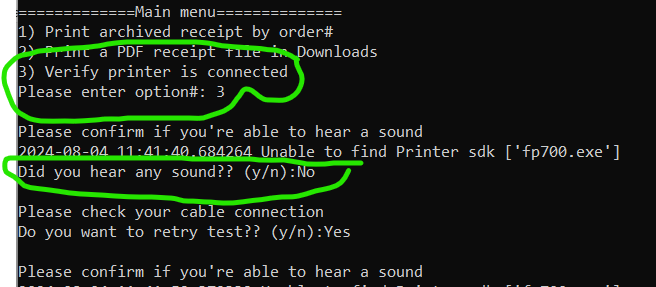 =============Main menu==============
1) Print archived receipt by order#
2) Print a PDF receipt file in Downloads
3) Verify printer is connected
Please enter option#: 3
Please confirm if you're able to hear a sound
2024-08-04 11:41:40.684264 Unable to find Printer sdk ['fp700.exe']
Did you hear any sound?? (y/n):No
Please check your cable connection
Do you want to retry test?? (y/n):Yes
Please confirm if you're able to hear a sound